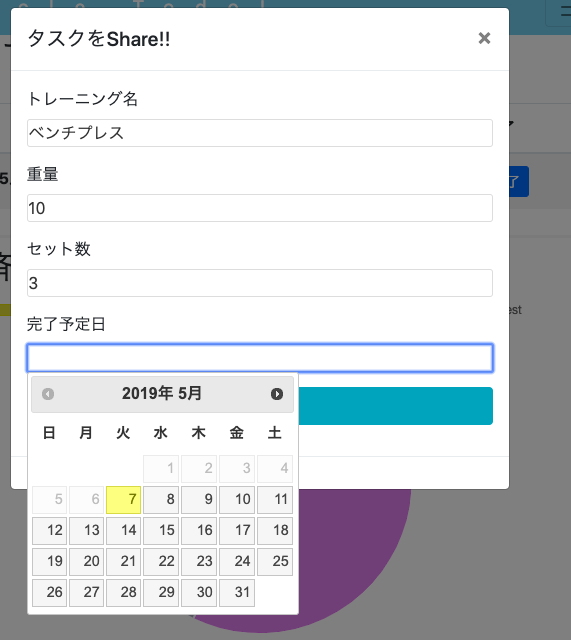 タスクをShare!!
×
トレーニング名
ベンチプレス
重量
10
了
セット数
3
est
完了予定日
2019年 5月
日 月 火 水 木 金 土
1 2 3 4
5 6 7 8 9 10 11
12 13 14 15 16 17 18
19 20 21 22 23 24 25
26 27 28 29 30 31